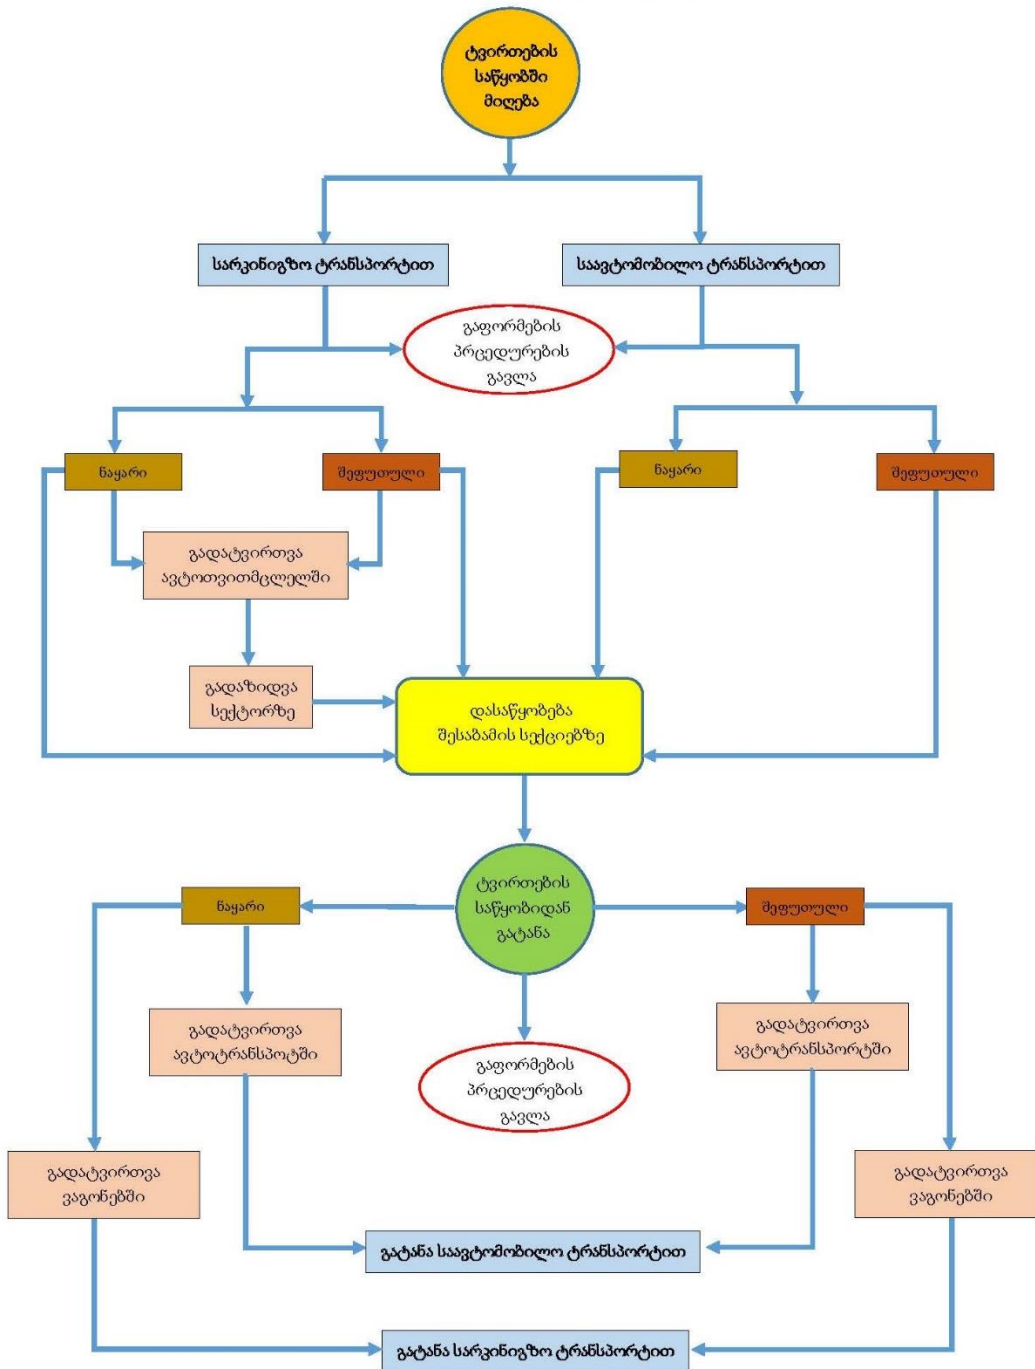 ტვირთების
საწყობში
მიღება
სარკინიგზო ტრანსპორტით
საავტომობილო ტრანსპორტით
გაფორმების
პრცედურების
გავლა
ნაყარი
შეფუთული
ნაყარი
შეფუთული
გადატვირთვა
ავტოთვითმცლელში
გადაზიდვა
სექტორზე
დასაწყობება
შესაბამის სექციებზე
ტვირთების
საწყობიდან
გატანა
ნაყარი
შეფუთული
გადატვირთვა
ავტოტრანსპოტში
გადატვირთვა
ავტოტრანსპორტში
გაფორმების
პრცედურების
გავლა
გადატვირთვა
ვაგონებში
გადატვირთვა
ვაგონებში
გატანა საავტომობილო ტრანსპორტით
გატანა სარკინიგზო ტრანსპორტით